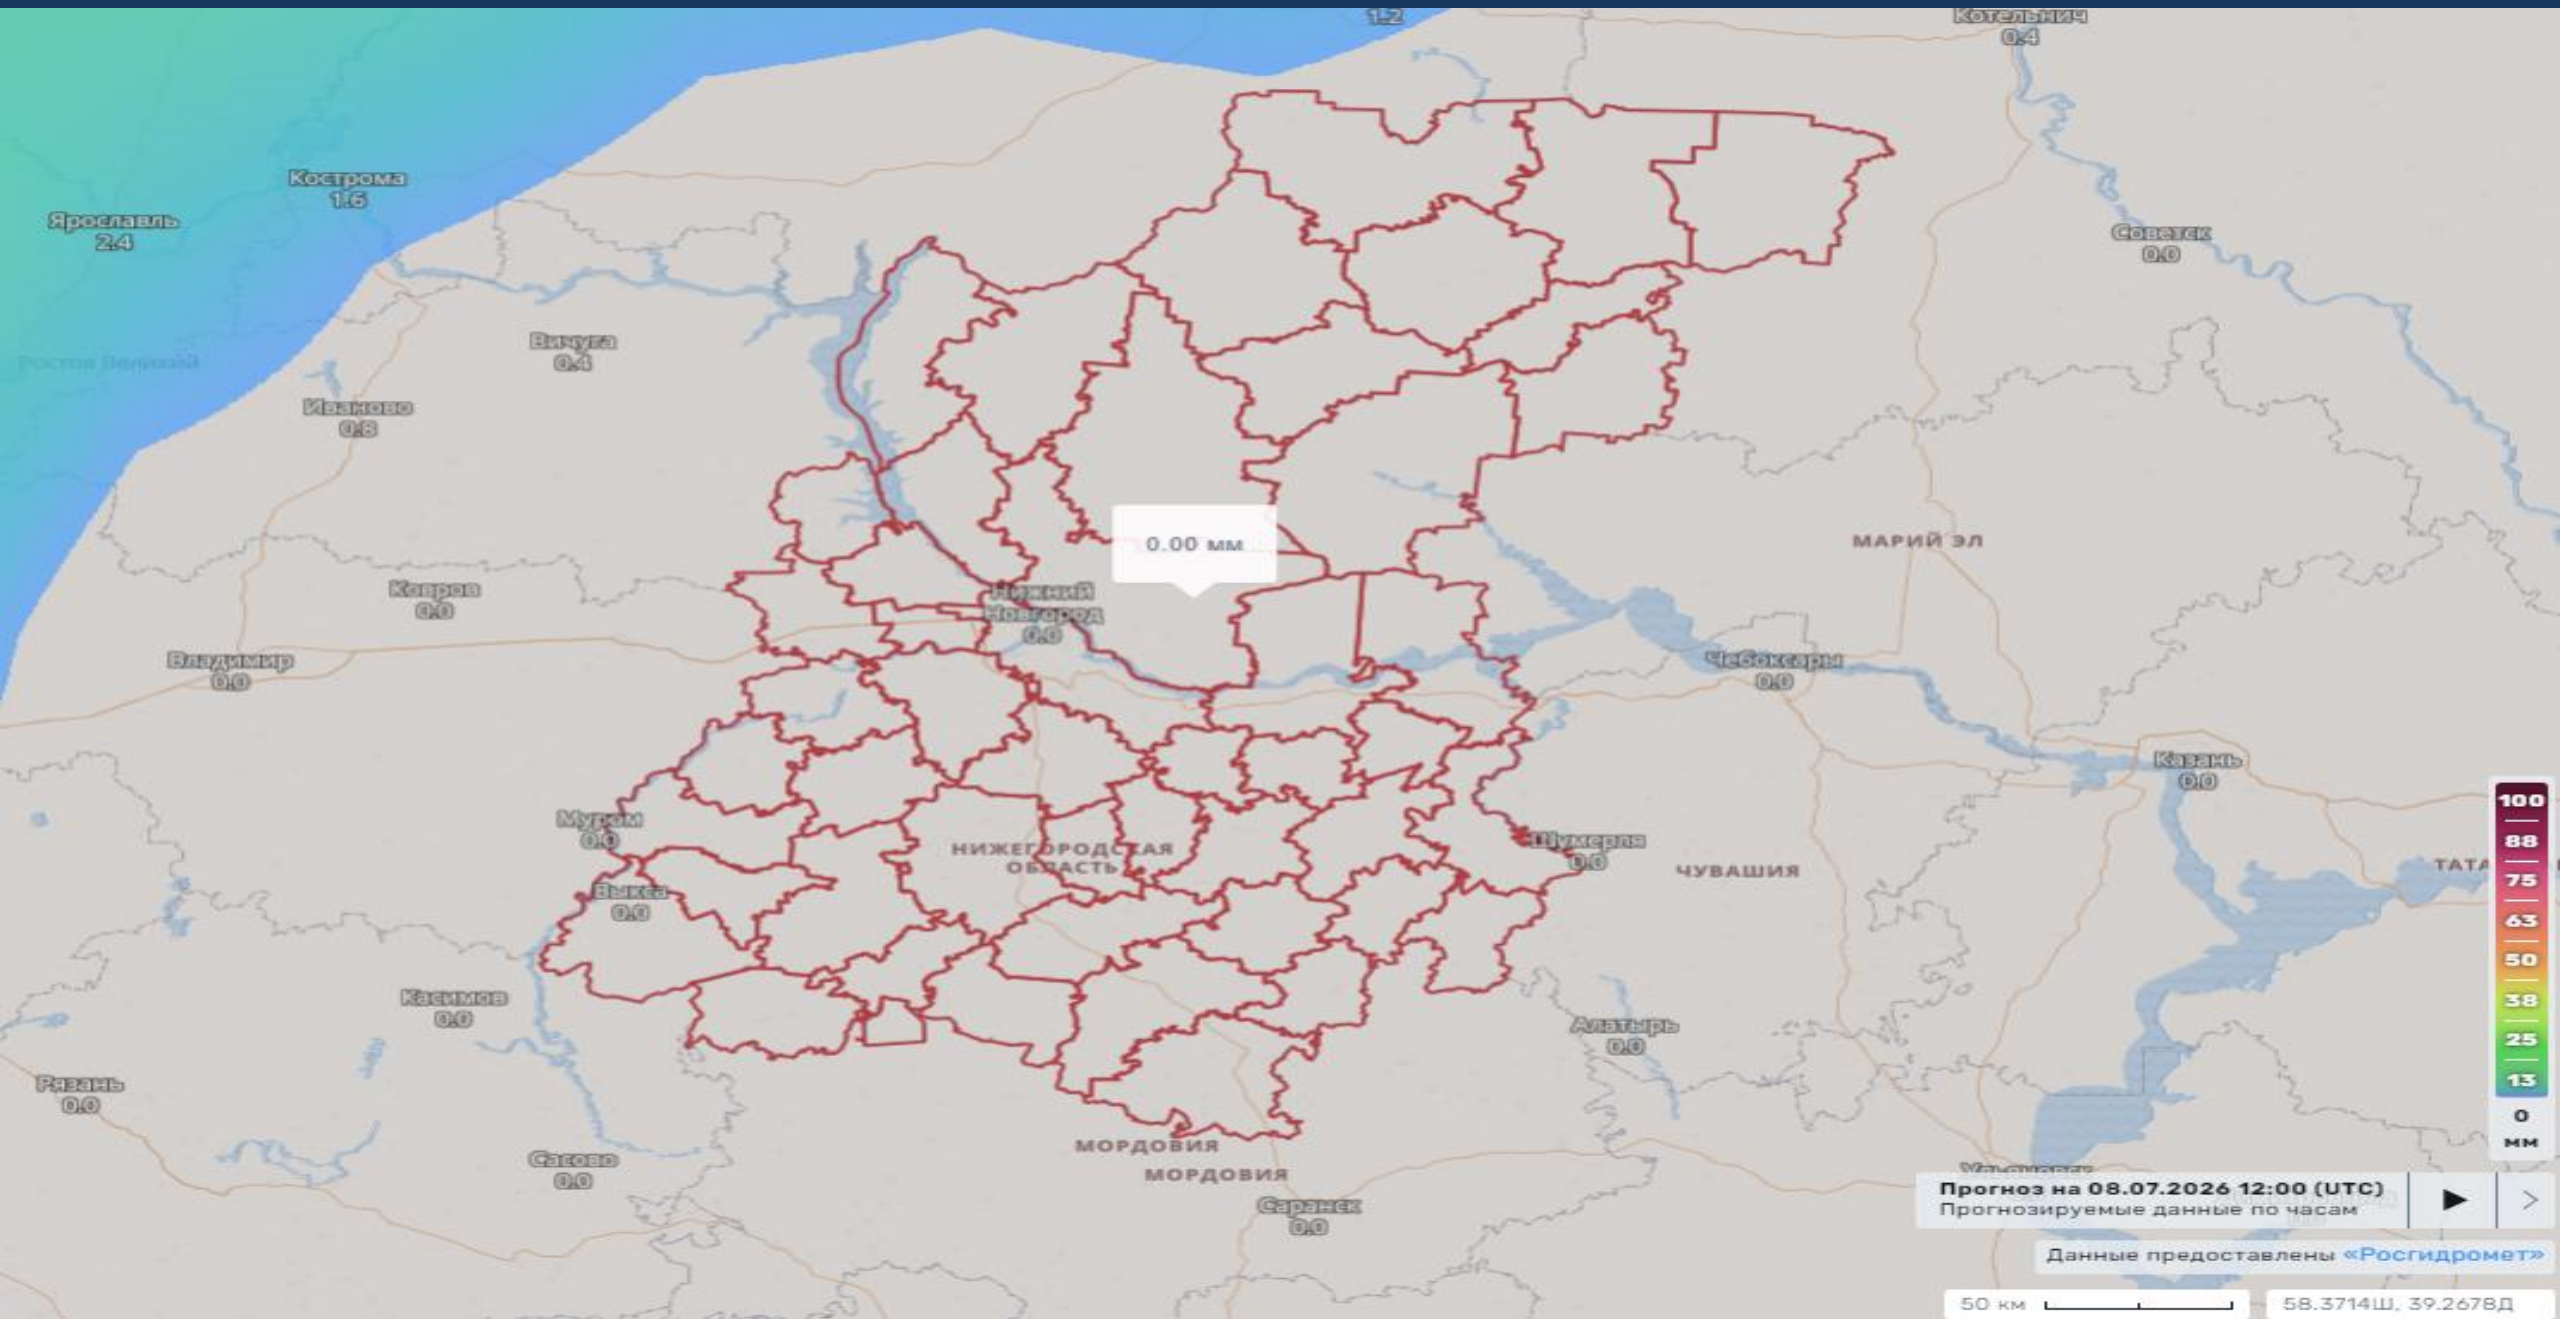 1.2
Котельнич
0.4
Кострома
1.6
Ярославль
2.4
Советск
0.0
Вичуга
0.4
Ростов Великий
Иваново
0.8
0.00 мм
МАРИЙ ЭЛ
Ковров
0.0
Нижний
Новгород
0.0
Владимир
0.0
Чебоксары
0.0
Казань
0.0
Муром
0.0
НИЖЕГОРОДСКАЯ
ОБЛАСТЬ
Шумерля
0.0
ЧУВАШИЯ
ТАТА
Выкса
0.0
Касимов
0.0
Алатырь
0.0
Рязань
0.0
МОРДОВИЯ
МОРДОВИЯ
Сасово
0.0
Саранск
0.0
Ульяновск
100
88
75
63
50
38
25
13
0
мм
Прогноз на 08.07.2026 12:00 (UTC)
Прогнозируемые данные по часам
Данные предоставлены «Росгидромет»
50 км
58.3714Ш, 39.2678Д